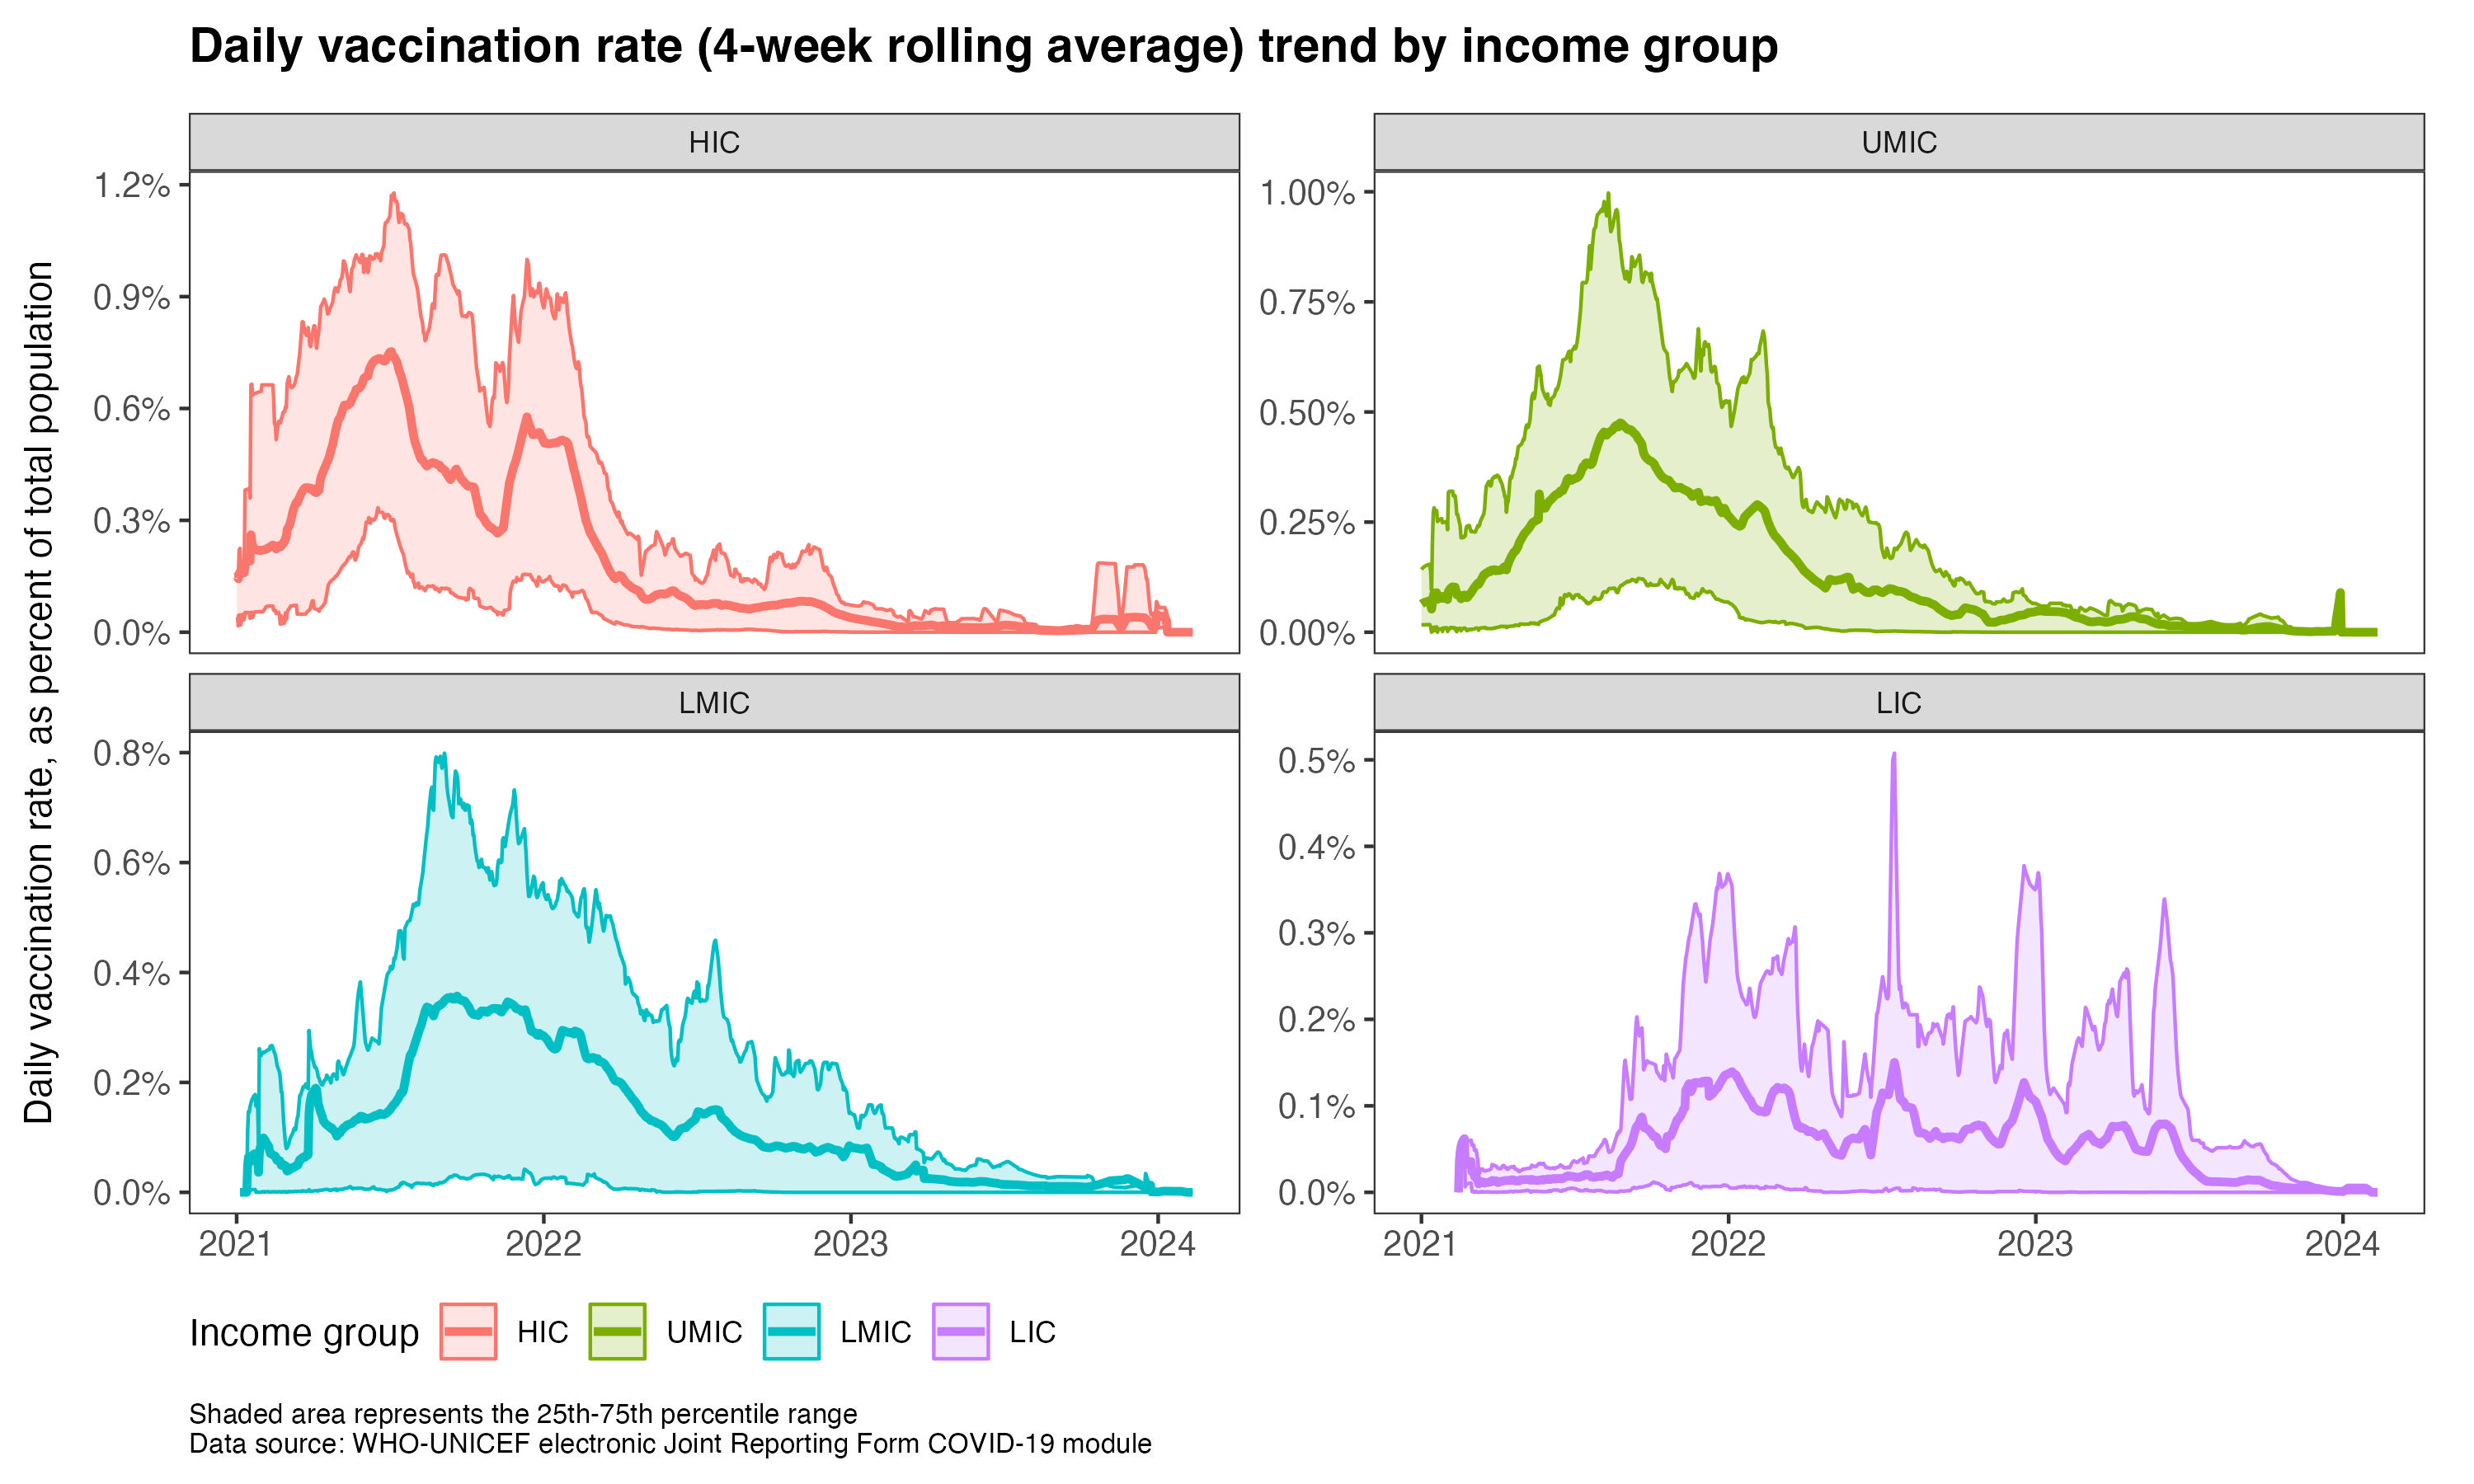 Daily vaccination rate (4-week rolling average) trend by income group
Daily vaccination rate, as percent of total population
HIC
1.2%
0.9%
0.6%
0.3%
0.0%
UMIC
1.00%
0.75%
0.50%
0.25%
0.00%
LMIC
0.8%
0.6%
0.4%
0.2%
0.0%
2021 2022 2023 2024
LIC
0.5%
0.4%
0.3%
0.2%
0.1%
0.0%
2021 2022 2023 2024
Income group HIC UMIC LMIC LIC
Shaded area represents the 25th-75th percentile range
Data source: WHO-UNICEF electronic Joint Reporting Form COVID-19 module